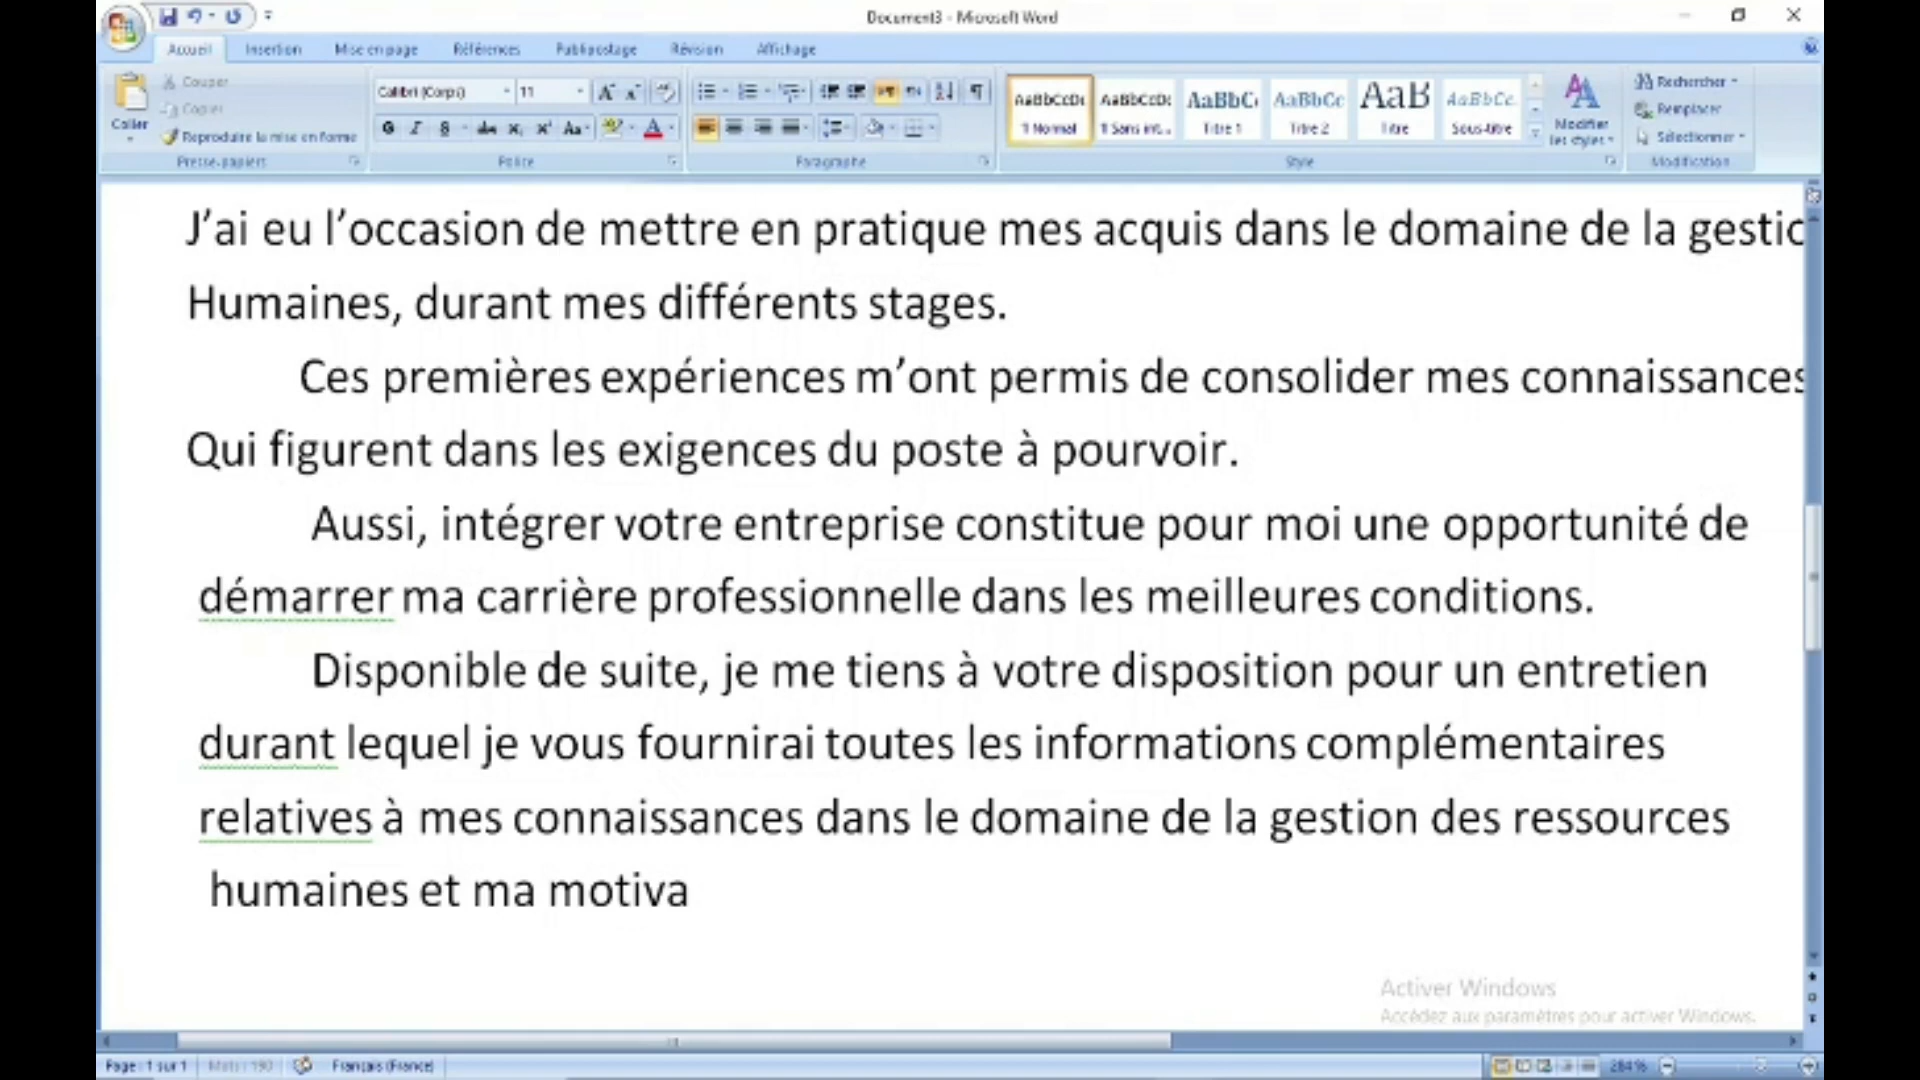 Document3 - Microsoft Word
Accueil Insertion Mise en page Références Publipostage Révision Affichage
Couper
Copier
Reproduire la mise en forme
Coller
Presse-papiers
Calibri (Corps) 11
Police
Paragraphe
AaBbCcDc AaBbCcDc AaBbC AaBbCc AaB AaBbCc.
¶ Normal ¶ Sans int... Titre 1 Titre 2 Titre Sous-titre
Style
Modifier
les styles
Rechercher
Remplacer
Sélectionner
Modification
J’ai eu l’occasion de mettre en pratique mes acquis dans le domaine de la gestic
Humaines, durant mes différents stages.
Ces premières expériences m’ont permis de consolider mes connaissances
Qui figurent dans les exigences du poste à pourvoir.
Aussi, intégrer votre entreprise constitue pour moi une opportunité de
démarrer ma carrière professionnelle dans les meilleures conditions.
Disponible de suite, je me tiens à votre disposition pour un entretien
durant lequel je vous fournirai toutes les informations complémentaires
relatives à mes connaissances dans le domaine de la gestion des ressources
humaines et ma motiva
Activer Windows
Accédez aux paramètres pour activer Windows.
Page : 1 sur 1 Mots : 190 Français (France) 284%